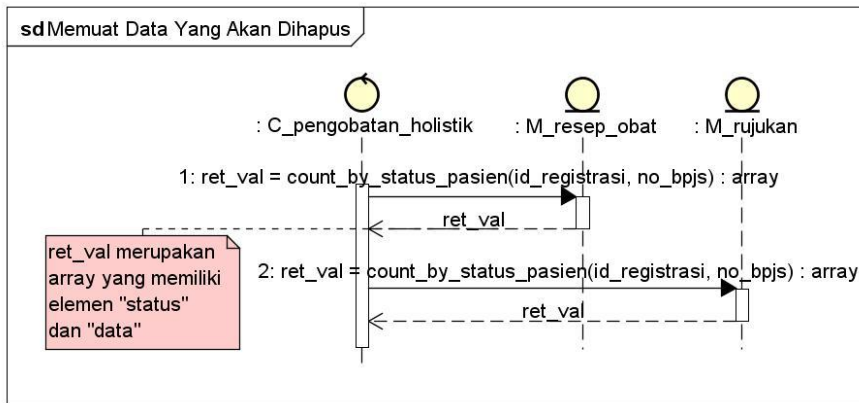 sd Memuat Data Yang Akan Dihapus
: C_pengobatan_holistik
: M_resep_obat
: M_rujukan
1: ret_val = count_by_status_pasien(id_registrasi, no_bpjs) : array
ret_val
ret_val merupakan
array yang memiliki
elemen "status"
dan "data"
2: ret_val = count_by_status_pasien(id_registrasi, no_bpjs) : array
ret_val